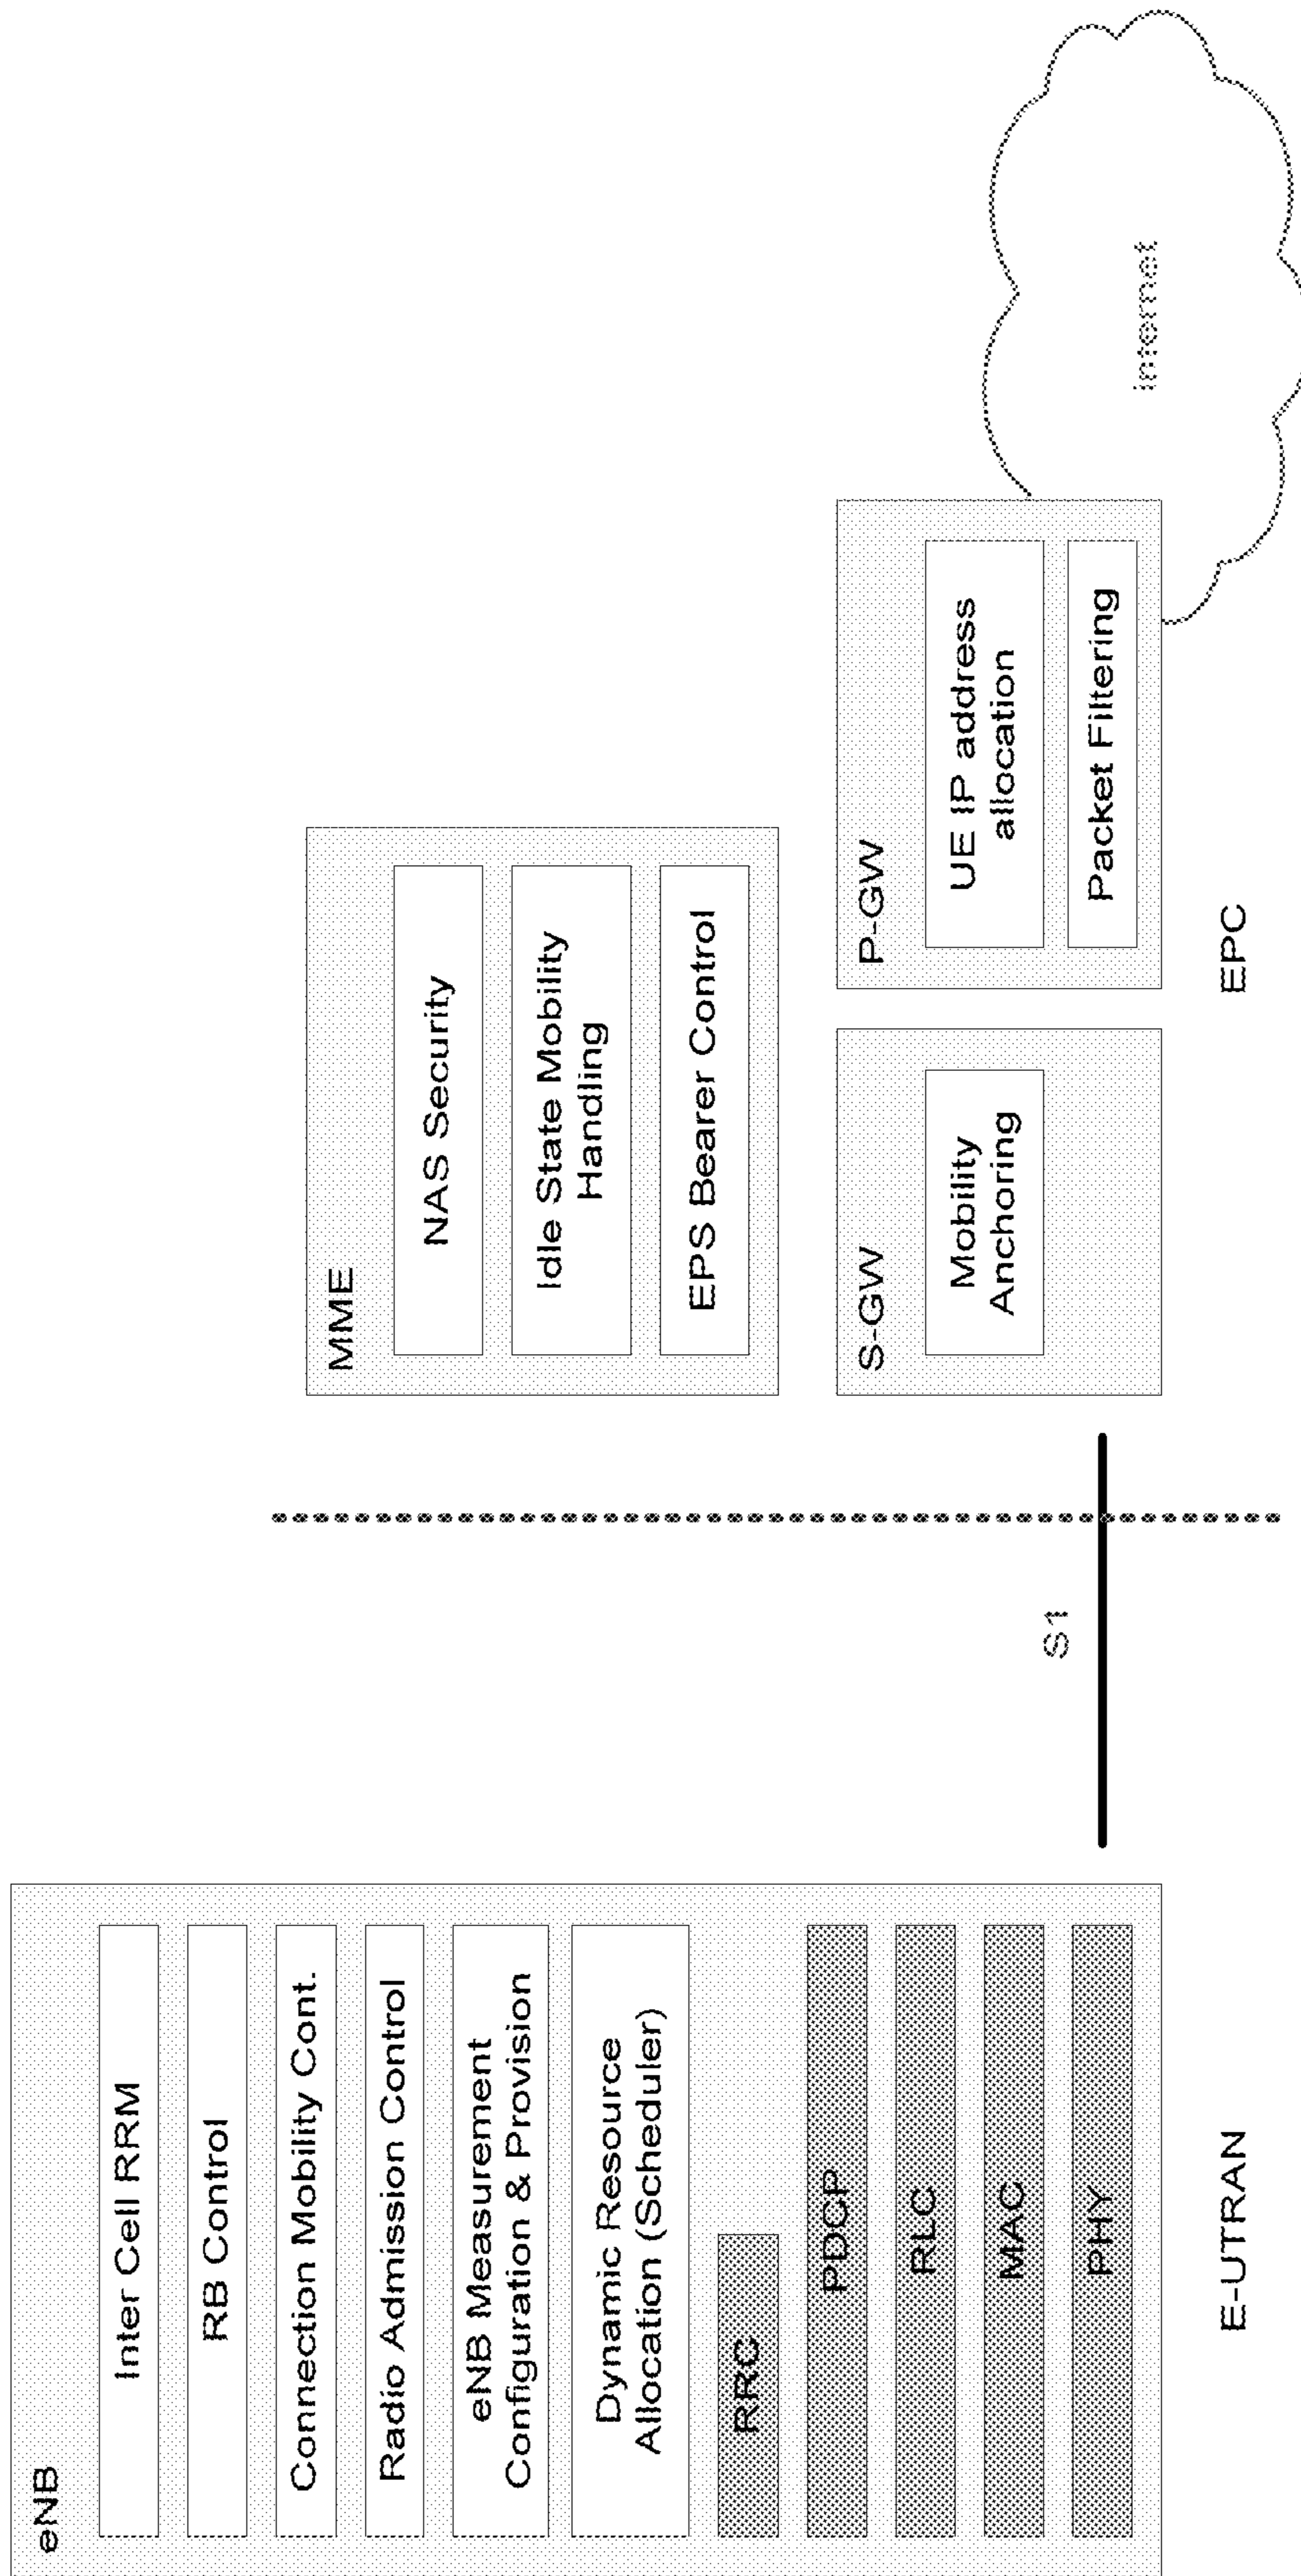 eNB
Inter Cell RRM
RB Control
Connection Mobility Cont.
Radio Admission Control
eNB Measurement
Configuration & Provision
Dynamic Resource
Allocation (Scheduler)
RRC
PDCP
RLC
MAC
PHY
E-UTRAN
S1
MME
NAS Security
Idle State Mobility
Handling
EPS Bearer Control
S-GW
Mobility
Anchoring
P-GW
UE IP address
allocation
Packet Filtering
EPC
internet